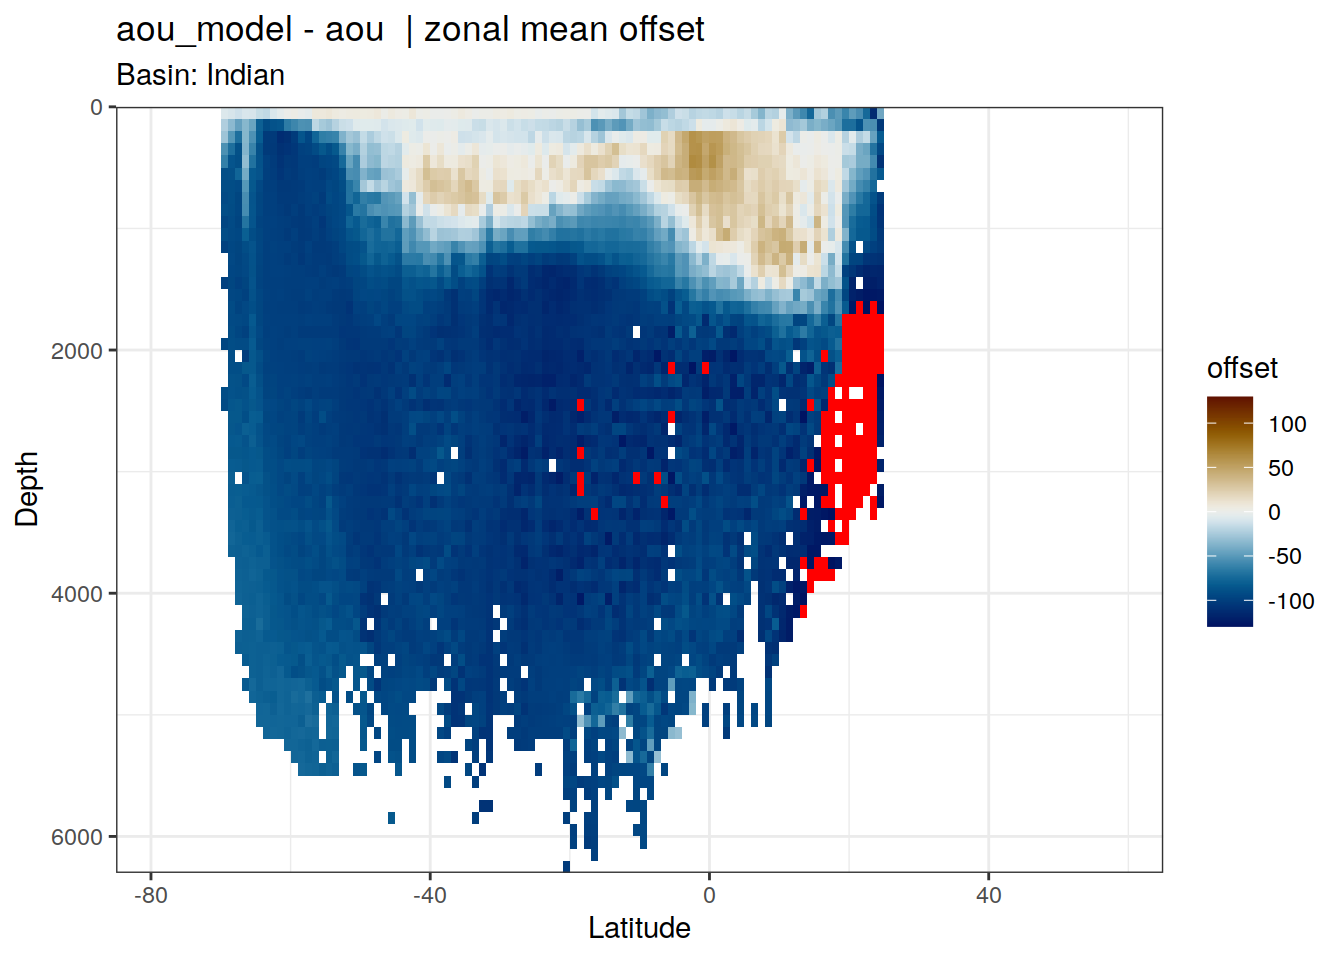 aou_model - aou  | zonal mean offset
Basin: Indian
0
2000
4000
6000
Depth
-80
-40
0
40
Latitude
offset
100
50
0
-50
-100